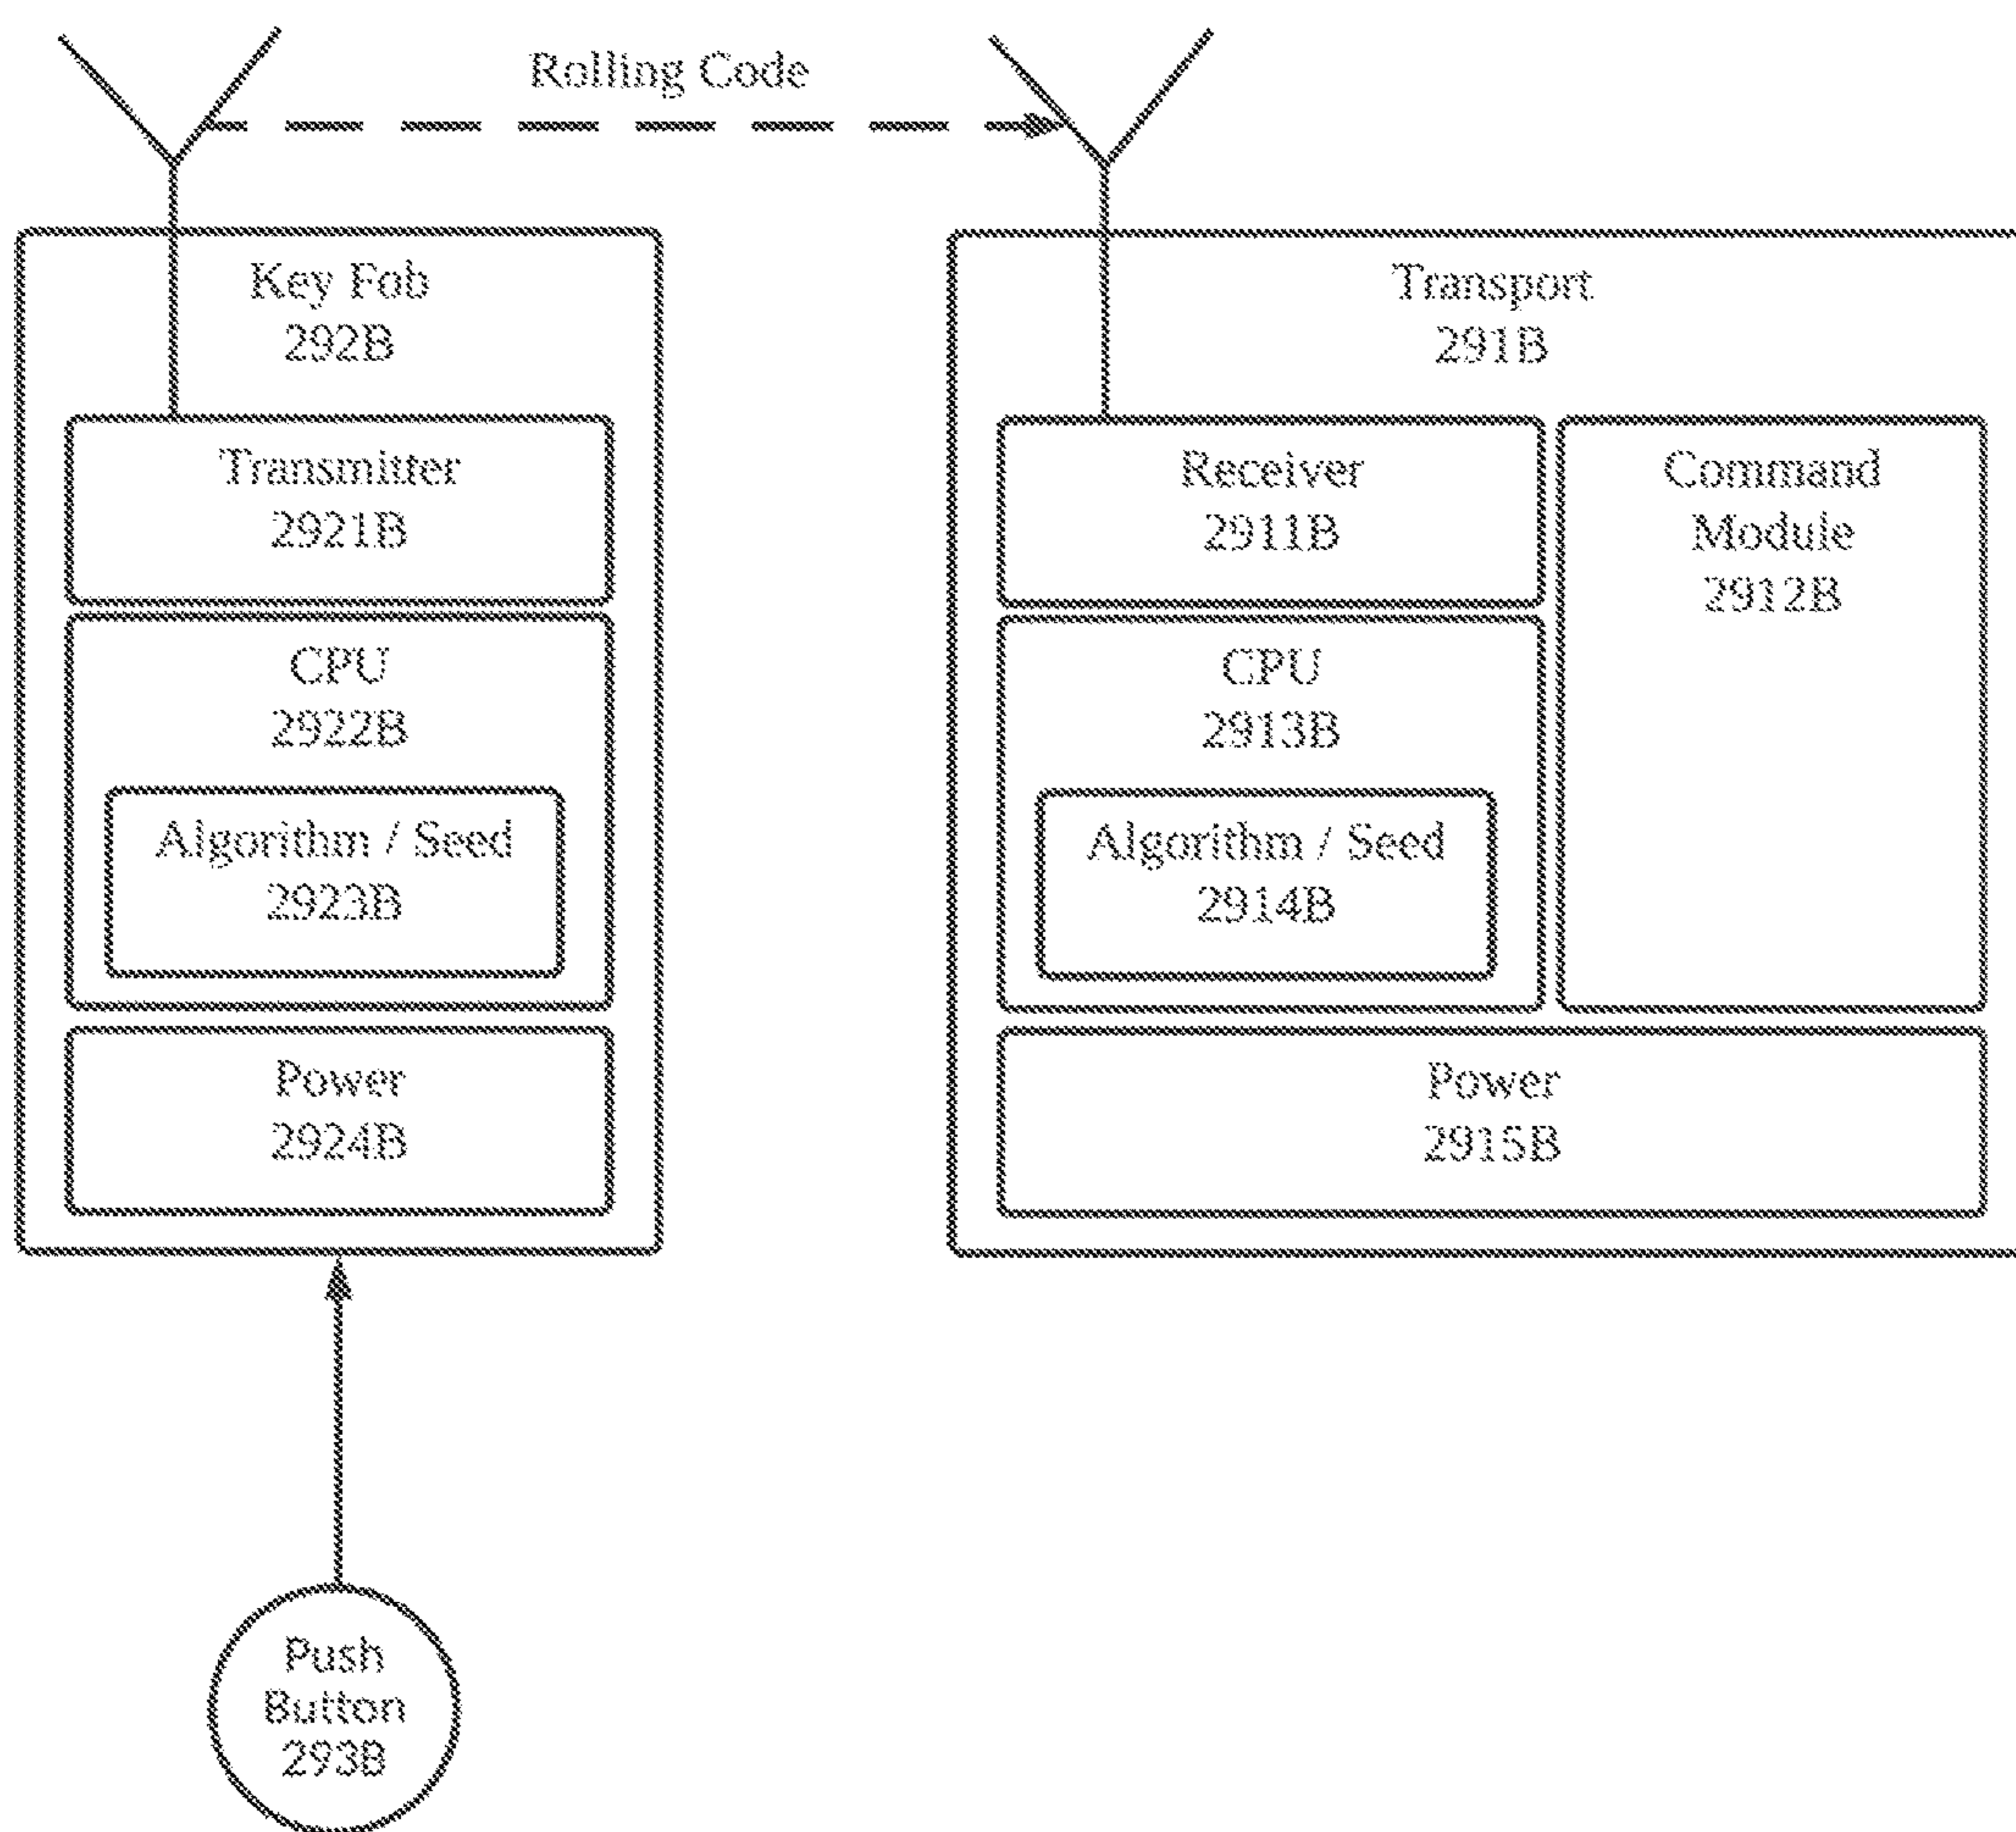 Rolling Code
Key Fob
292B
Transmitter
2921B
CPU
2922B
Algorithm / Seed
2923B
Power
2924B
Transport
291B
Receiver
2911B
Command
Module
2912B
CPU
2913B
Algorithm / Seed
2914B
Power
2915B
Push
Button
293B